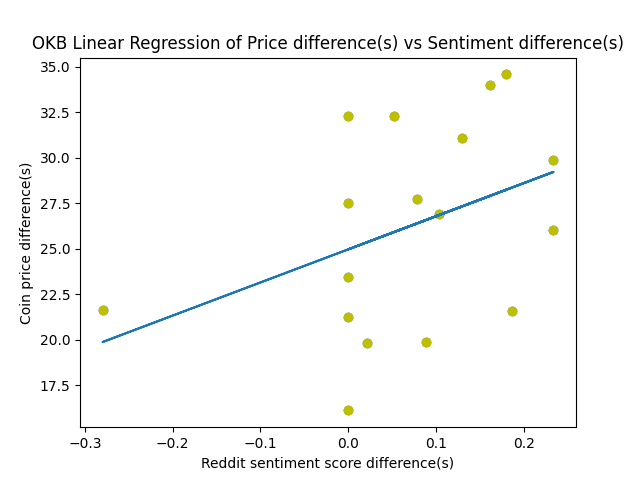 OKB Linear Regression of Price difference(s) vs Sentiment difference(s)
35.0
32.5
30.0
27.5
25.0
22.5
20.0
17.5
Coin price difference(s)
−0.3 −0.2 −0.1 0.0 0.1 0.2
Reddit sentiment score difference(s)